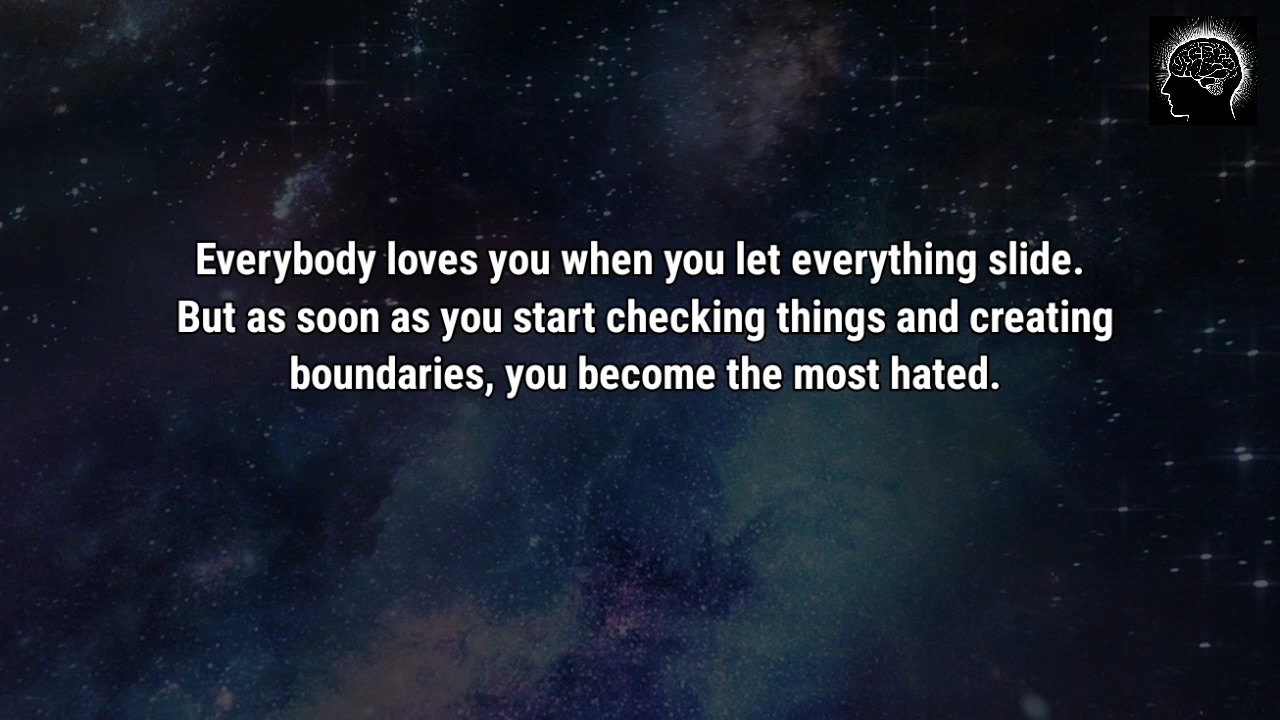 Everybody loves you when you let everything slide.
But as soon as you start checking things and creating
boundaries, you become the most hated.